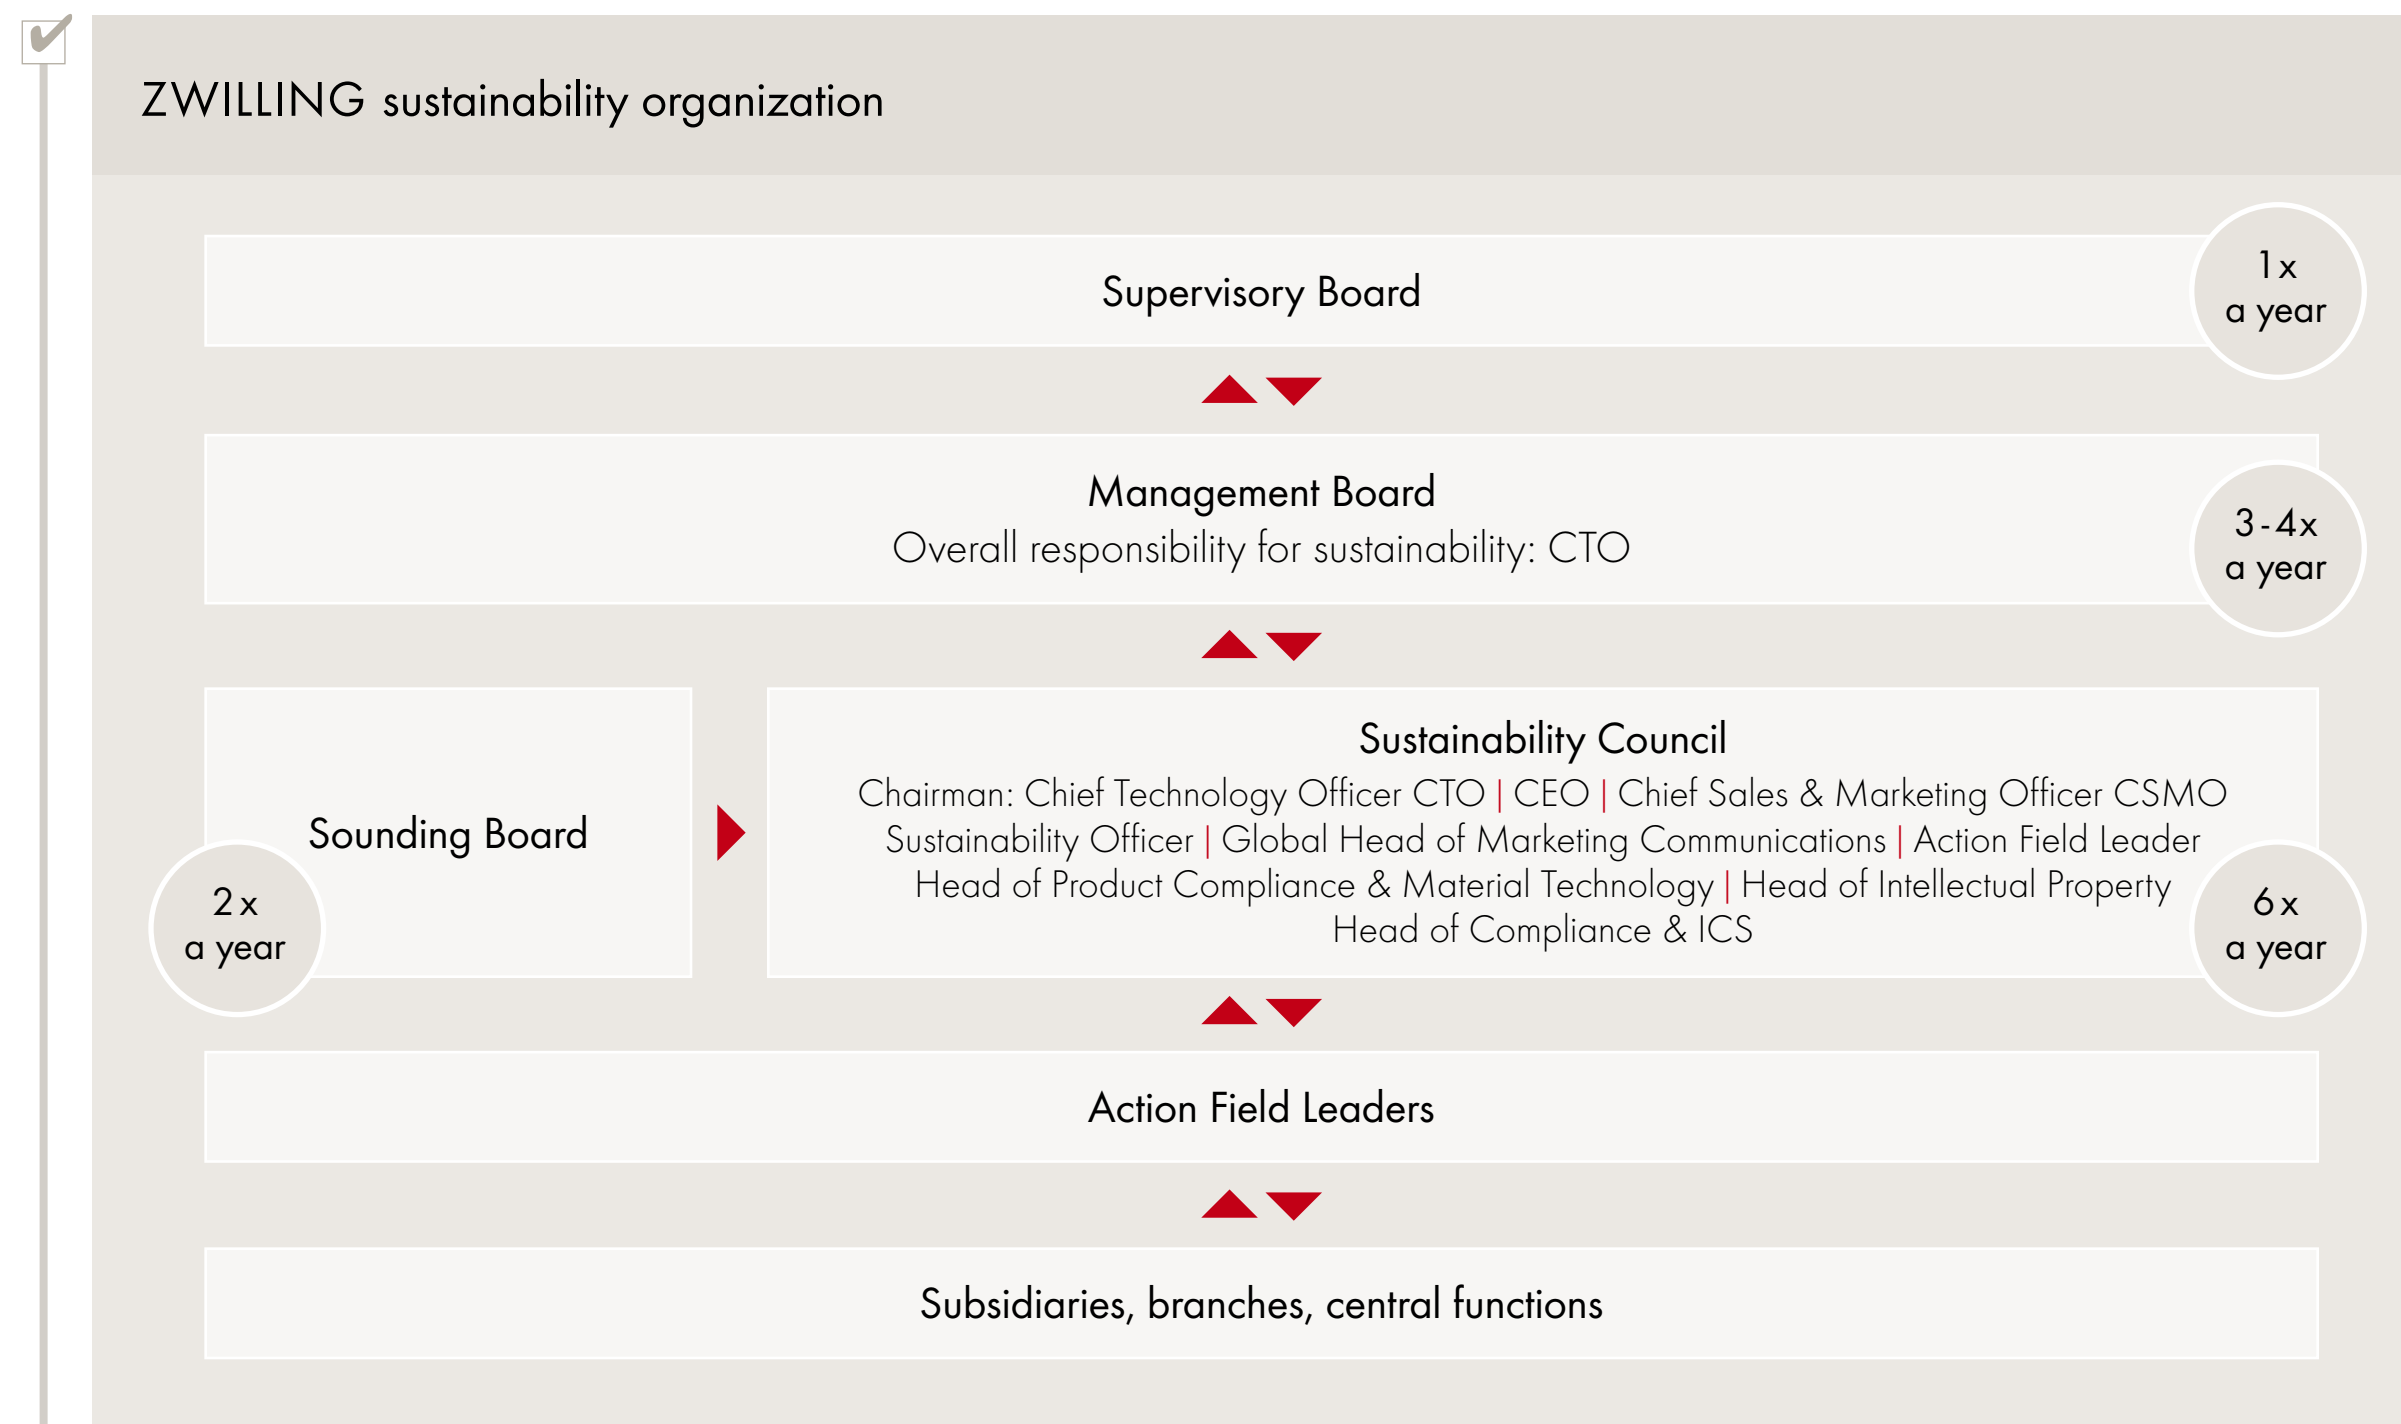 ZWILLING sustainability organization
Supervisory Board
1x
a year
Management Board
Overall responsibility for sustainability: CTO
3-4x
a year
Sounding Board
2x
a year
Sustainability Council
Chairman: Chief Technology Officer CTO | CEO | Chief Sales & Marketing Officer CSMO
Sustainability Officer | Global Head of Marketing Communications | Action Field Leader
Head of Product Compliance & Material Technology | Head of Intellectual Property
Head of Compliance & ICS
6x
a year
Action Field Leaders
Subsidiaries, branches, central functions